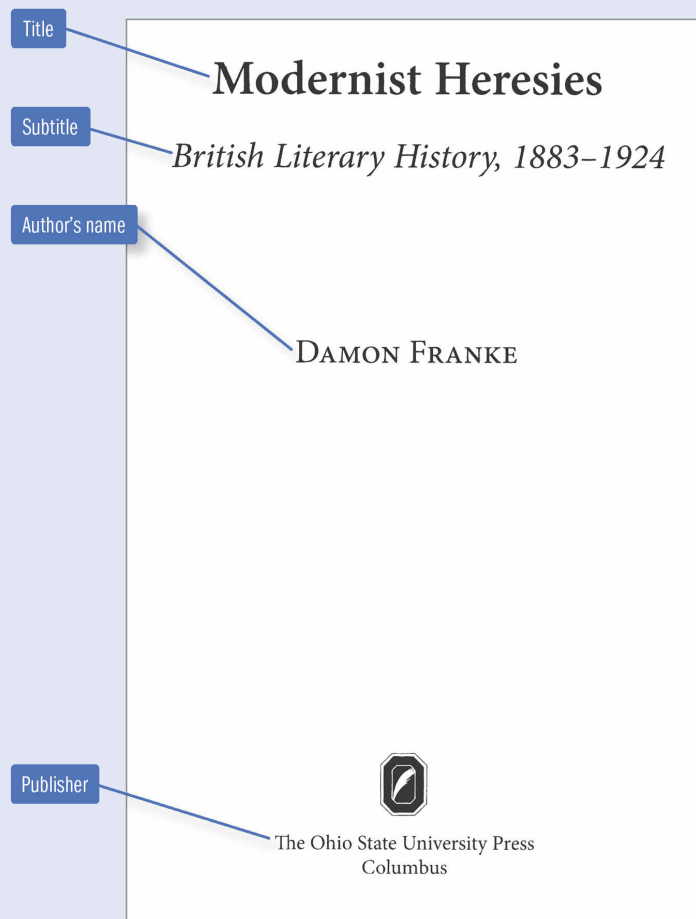 Title
Modernist Heresies
Subtitle
British Literary History, 1883–1924
Author's name
Damon Franke
Publisher
The Ohio State University Press
Columbus